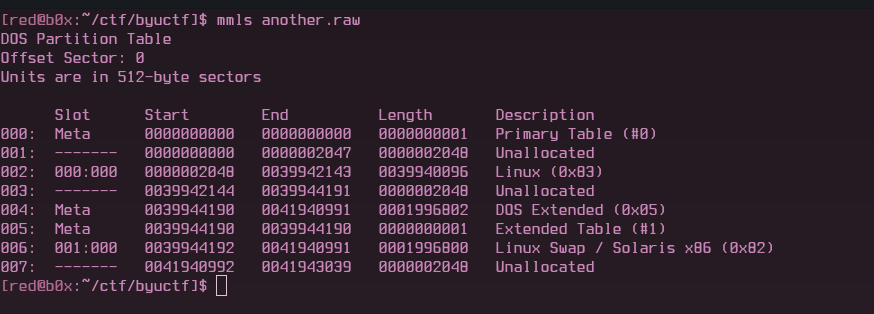 [red@b0x:~/ctf/byuctf]$ mmls another.raw
DOS Partition Table
Offset Sector: 0
Units are in 512-byte sectors
      Slot      Start        End          Length       Description
000:  Meta      0000000000   0000000000   0000000001   Primary Table (#0)
001:  -------   0000000000   0000002047   0000002048   Unallocated
002:  000:000   0000002048   0039942143   0039940096   Linux (0x83)
003:  -------   0039942144   0039944191   0000002048   Unallocated
004:  Meta      0039944190   0041940991   0001996802   DOS Extended (0x05)
005:  Meta      0039944190   0039944190   0000000001   Extended Table (#1)
006:  001:000   0039944192   0041940991   0001996800   Linux Swap / Solaris x86 (0x82)
007:  -------   0041940992   0041943039   0000002048   Unallocated
[red@b0x:~/ctf/byuctf]$